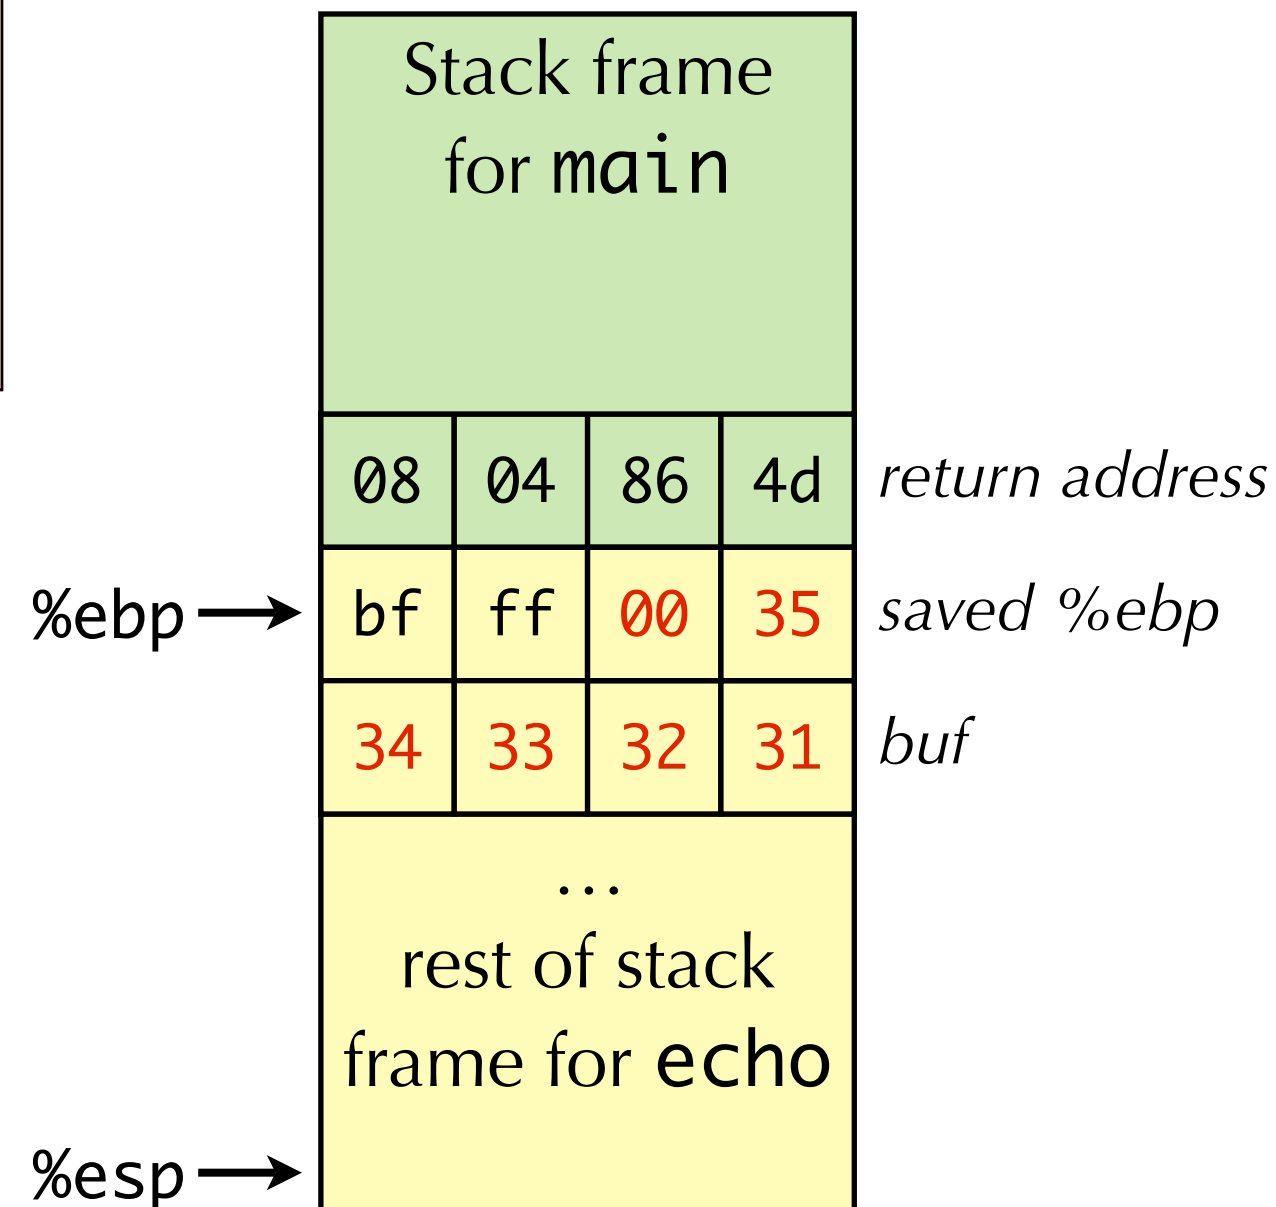 Stack frame
for main
08 04 86 4d return address
%ebp bf ff 00 35 saved %ebp
34 33 32 31 buf
...
rest of stack
frame for echo
%esp